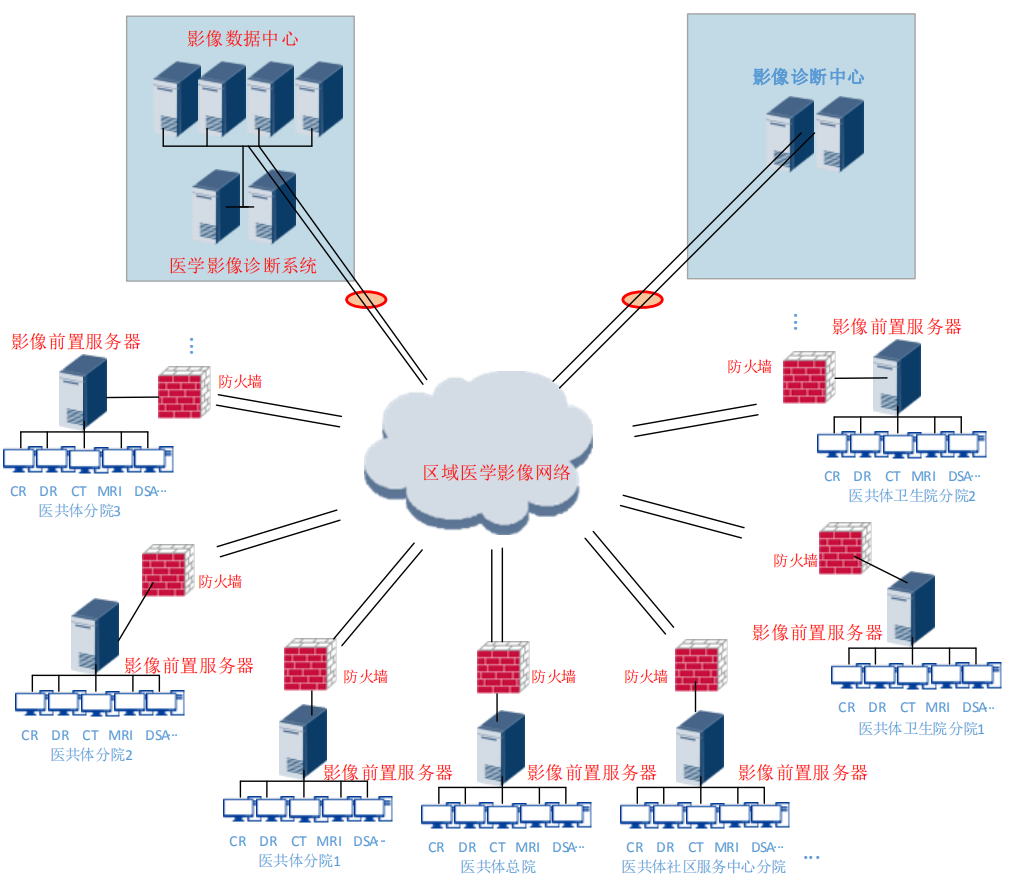 影像数据中心
医学影像诊断系统
影像诊断中心
影像前置服务器
...
防火墙
CR DR CT MRI DSA...
医共体分院3
...
影像前置服务器
防火墙
CR DR CT MRI DSA...
医共体卫生院分院2
区域医学影像网络
防火墙
影像前置服务器
CR DR CT MRI DSA...
医共体分院2
防火墙
影像前置服务器
CR DR CT MRI DSA...
医共体卫生院分院1
防火墙
影像前置服务器
CR DR CT MRI DSA...
医共体分院1
防火墙
影像前置服务器
CR DR CT MRI DSA...
医共体总院
防火墙
影像前置服务器
CR DR CT MRI DSA...
医共体社区服务中心分院
...